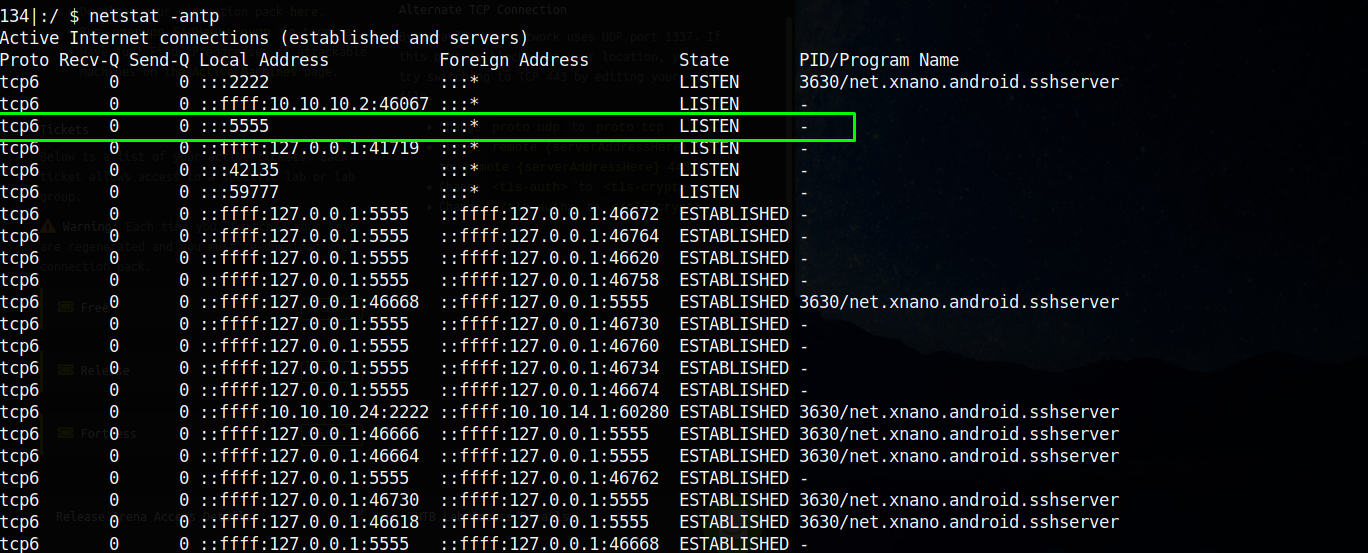 134|:/ $ netstat -antp
Active Internet connections (established and servers)
Proto Recv-Q Send-Q Local Address Foreign Address State PID/Program Name
tcp6 0 0 :::2222 :::* LISTEN 3630/net.xnano.android.sshserver
tcp6 0 0 ::ffff:10.10.10.2:46067 :::* LISTEN -
tcp6 0 0 :::5555 :::* LISTEN -
tcp6 0 0 ::ffff:127.0.0.1:41719 :::* LISTEN -
tcp6 0 0 :::42135 :::* LISTEN -
tcp6 0 0 :::59777 :::* LISTEN -
tcp6 0 0 ::ffff:127.0.0.1:5555 ::ffff:127.0.0.1:46672 ESTABLISHED -
tcp6 0 0 ::ffff:127.0.0.1:5555 ::ffff:127.0.0.1:46764 ESTABLISHED -
tcp6 0 0 ::ffff:127.0.0.1:5555 ::ffff:127.0.0.1:46620 ESTABLISHED -
tcp6 0 0 ::ffff:127.0.0.1:5555 ::ffff:127.0.0.1:46758 ESTABLISHED -
tcp6 0 0 ::ffff:127.0.0.1:46668 ::ffff:127.0.0.1:5555 ESTABLISHED 3630/net.xnano.android.sshserver
tcp6 0 0 ::ffff:127.0.0.1:5555 ::ffff:127.0.0.1:46730 ESTABLISHED -
tcp6 0 0 ::ffff:127.0.0.1:5555 ::ffff:127.0.0.1:46760 ESTABLISHED -
tcp6 0 0 ::ffff:127.0.0.1:5555 ::ffff:127.0.0.1:46734 ESTABLISHED -
tcp6 0 0 ::ffff:127.0.0.1:5555 ::ffff:127.0.0.1:46674 ESTABLISHED -
tcp6 0 0 ::ffff:10.10.10.24:2222 ::ffff:10.10.14.1:60280 ESTABLISHED 3630/net.xnano.android.sshserver
tcp6 0 0 ::ffff:127.0.0.1:46666 ::ffff:127.0.0.1:5555 ESTABLISHED 3630/net.xnano.android.sshserver
tcp6 0 0 ::ffff:127.0.0.1:46664 ::ffff:127.0.0.1:5555 ESTABLISHED 3630/net.xnano.android.sshserver
tcp6 0 0 ::ffff:127.0.0.1:5555 ::ffff:127.0.0.1:46762 ESTABLISHED -
tcp6 0 0 ::ffff:127.0.0.1:46730 ::ffff:127.0.0.1:5555 ESTABLISHED 3630/net.xnano.android.sshserver
tcp6 0 0 ::ffff:127.0.0.1:46618 ::ffff:127.0.0.1:5555 ESTABLISHED 3630/net.xnano.android.sshserver
tcp6 0 0 ::ffff:127.0.0.1:5555 ::ffff:127.0.0.1:46668 ESTABLISHED -